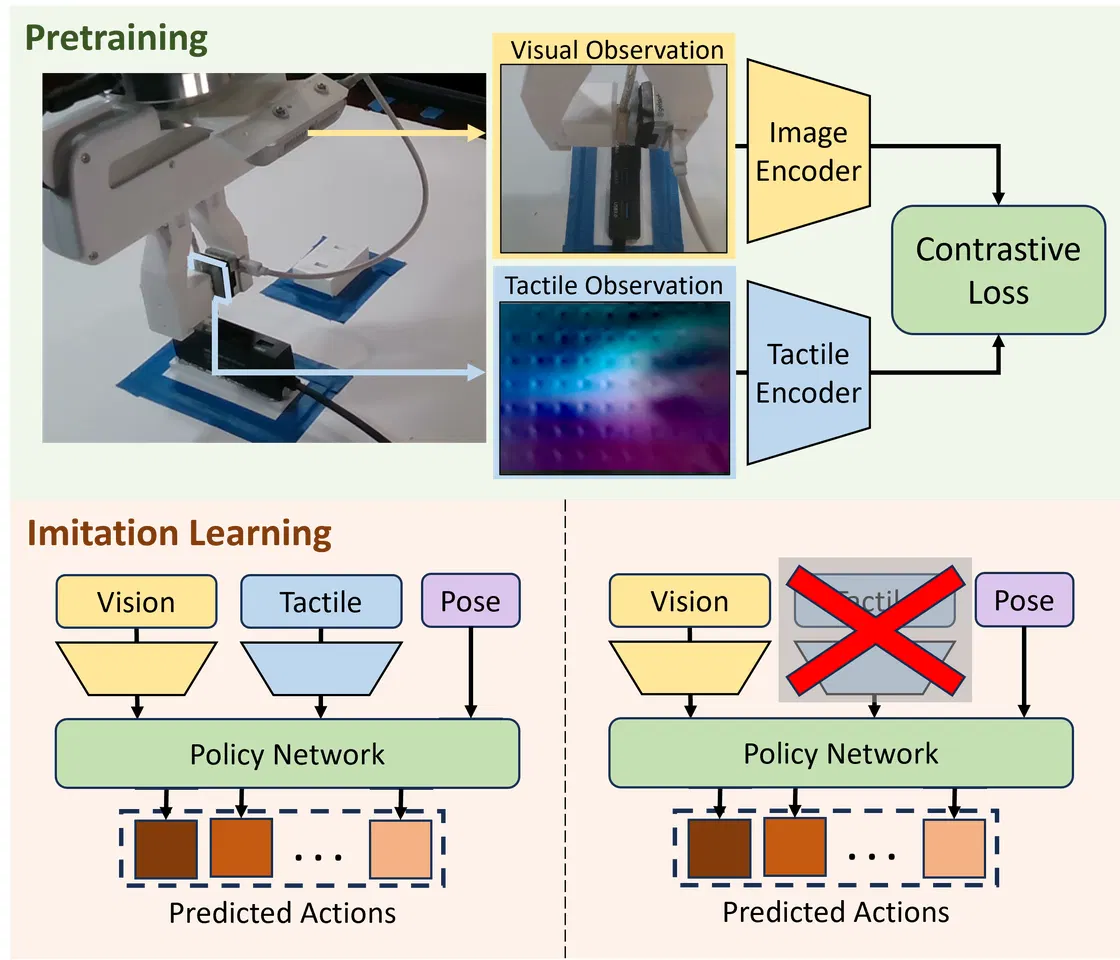 Pretraining
Visual Observation
Image
Encoder
Contrastive
Loss
Tactile Observation
Tactile
Encoder
Imitation Learning
Vision
Tactile
Pose
Policy Network
...
Predicted Actions
Vision
Tactil
Pose
Policy Network
...
Predicted Actions